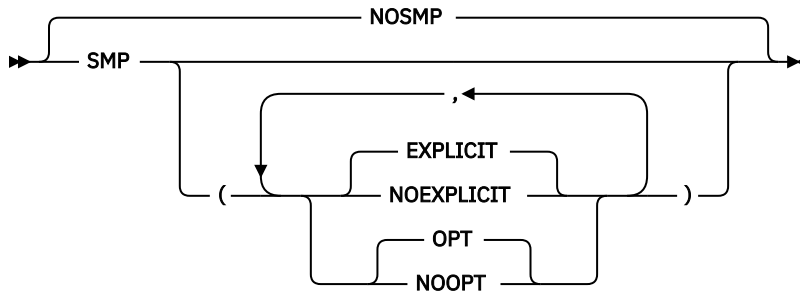 NOSMP
SMP
,
EXPLICIT
( NOEXPLICIT )
OPT
NOOPT